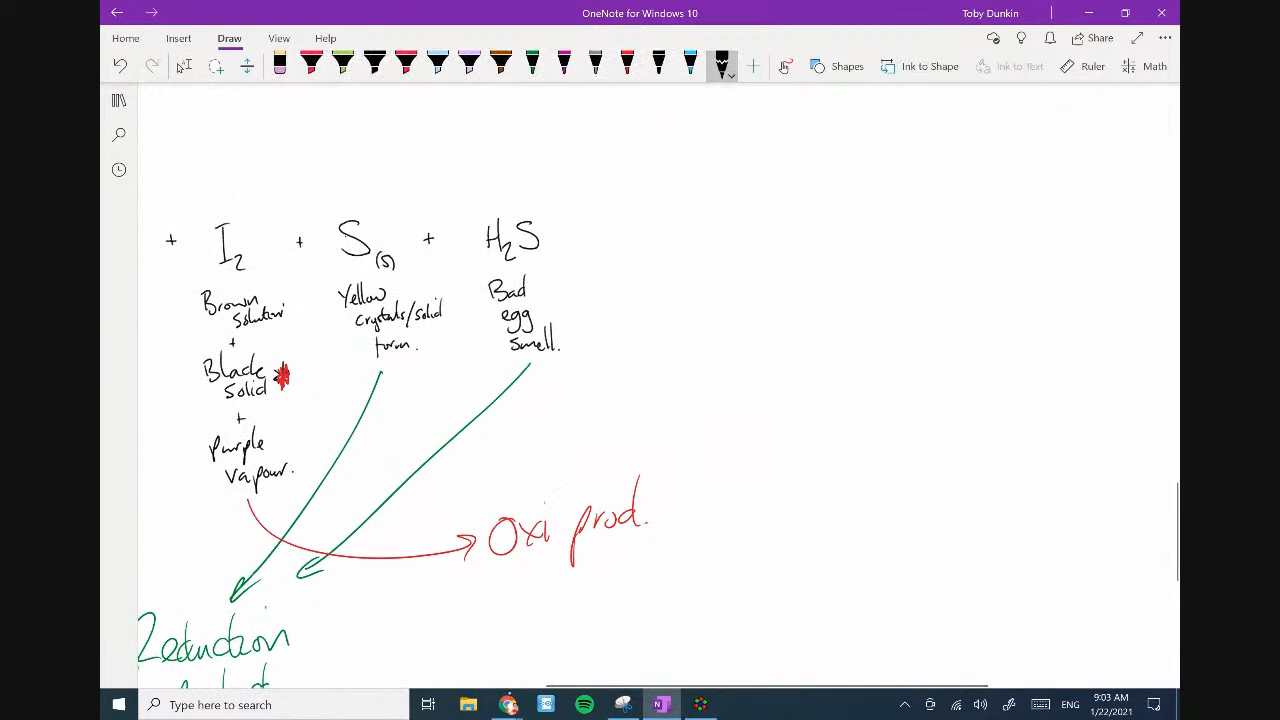 OneNote for Windows 10
Toby Dunkin
Home Insert Draw View Help
Share
Shapes Ink to Shape Ink to Text Ruler Math
+ I2 + S(s) + H2S
Brown
solution
+
Black
solid
+
Purple
vapour.
Yellow
crystals/solid
form.
Bad
egg
smell.
Oxi prod.
Reduction
Type here to search
9:03 AM
1/22/2021